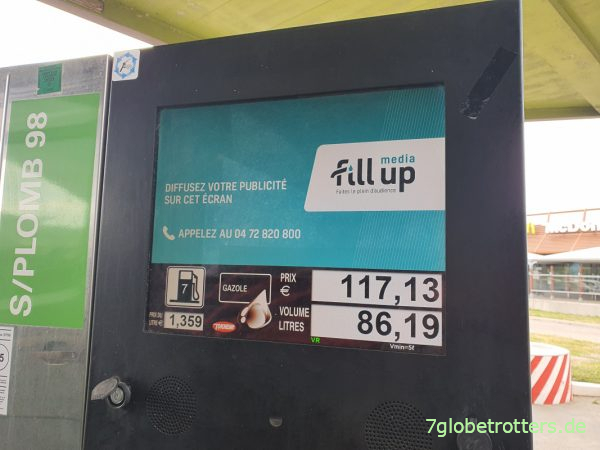 S/PLOMB 98
media
fill up
Faites le plein d'audience
DIFFUSEZ VOTRE PUBLICITÉ
SUR CET ÉCRAN
APPELEZ AU 04 72 820 800
7
GAZOLE
PRIX
€
117,13
PRIX DU
LITRE €
1,359
VOLUME
LITRES
86,19
VR
Vmin=5ℓ
7globetrotters.de